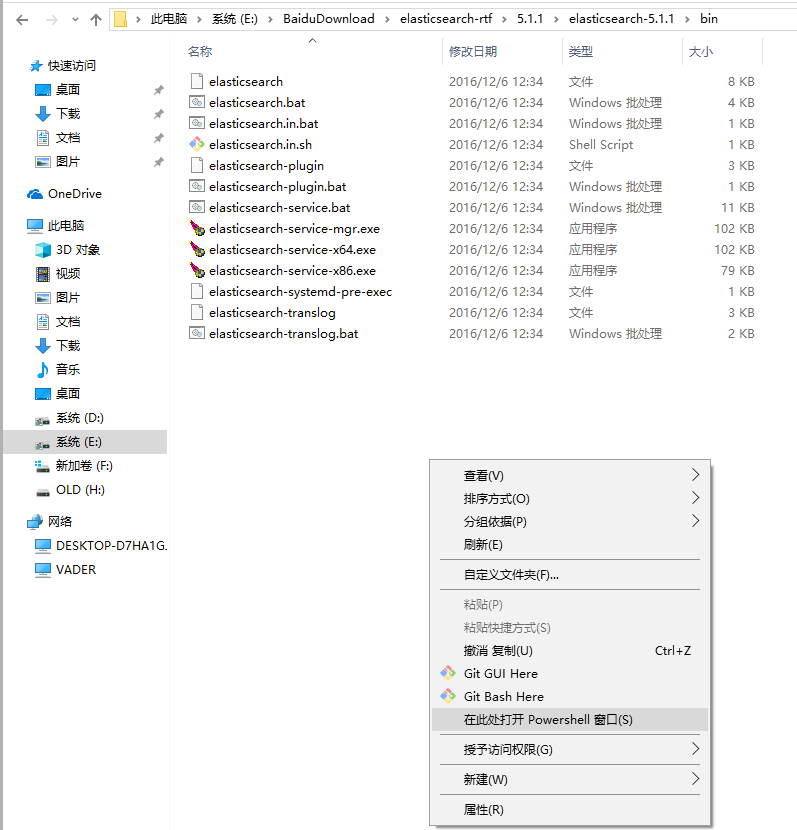 此电脑 › 系统 (E:) › BaiduDownload › elasticsearch-rtf › 5.1.1 › elasticsearch-5.1.1 › bin
名称 修改日期 类型 大小
快速访问
桌面
下载
文档
图片
OneDrive
此电脑
3D 对象
视频
图片
文档
下载
音乐
桌面
系统 (D:)
系统 (E:)
新加卷 (F:)
OLD (H:)
网络
DESKTOP-D7HA1G.
VADER
elasticsearch 2016/12/6 12:34 文件 8 KB
elasticsearch.bat 2016/12/6 12:34 Windows 批处理 4 KB
elasticsearch.in.bat 2016/12/6 12:34 Windows 批处理 1 KB
elasticsearch.in.sh 2016/12/6 12:34 Shell Script 1 KB
elasticsearch-plugin 2016/12/6 12:34 文件 3 KB
elasticsearch-plugin.bat 2016/12/6 12:34 Windows 批处理 1 KB
elasticsearch-service.bat 2016/12/6 12:34 Windows 批处理 11 KB
elasticsearch-service-mgr.exe 2016/12/6 12:34 应用程序 102 KB
elasticsearch-service-x64.exe 2016/12/6 12:34 应用程序 102 KB
elasticsearch-service-x86.exe 2016/12/6 12:34 应用程序 79 KB
elasticsearch-systemd-pre-exec 2016/12/6 12:34 文件 1 KB
elasticsearch-translog 2016/12/6 12:34 文件 3 KB
elasticsearch-translog.bat 2016/12/6 12:34 Windows 批处理 2 KB
查看(V)
排序方式(O)
分组依据(P)
刷新(E)
自定义文件夹(F)...
粘贴(P)
粘贴快捷方式(S)
撤消 复制(U) Ctrl+Z
Git GUI Here
Git Bash Here
在此处打开 Powershell 窗口(S)
授予访问权限(G)
新建(W)
属性(R)